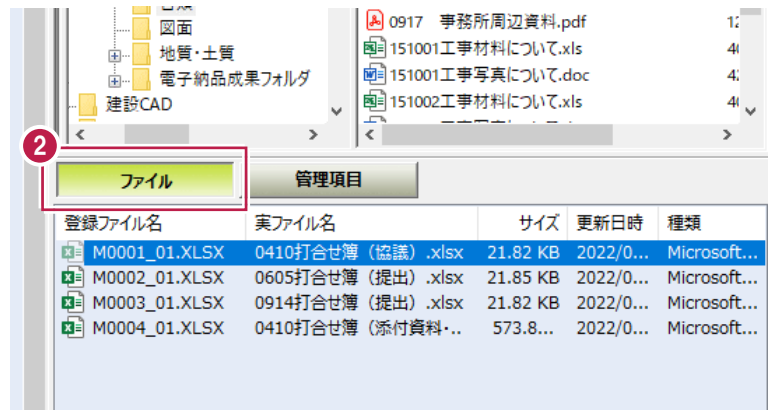 図面
地質・土質
電子納品成果フォルダ
建設CAD
0917 事務所周辺資料.pdf
151001工事材料について.xls
151001工事写真について.doc
151002工事材料について.xls
2
ファイル 管理項目
登録ファイル名 実ファイル名 サイズ 更新日時 種類
M0001_01.XLSX 0410打合せ簿（協議）.xlsx 21.82 KB 2022/0... Microsoft...
M0002_01.XLSX 0605打合せ簿（提出）.xlsx 21.85 KB 2022/0... Microsoft...
M0003_01.XLSX 0914打合せ簿（提出）.xlsx 21.82 KB 2022/0... Microsoft...
M0004_01.XLSX 0410打合せ簿（添付資料・.. 573.8... 2022/0... Microsoft...